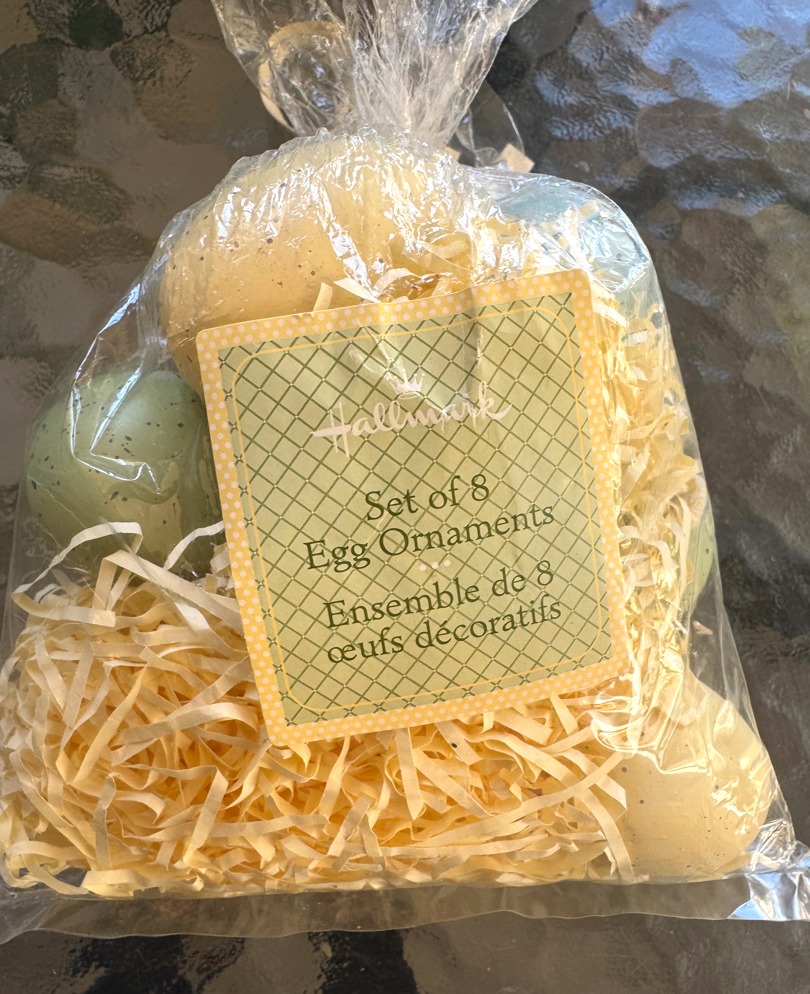 Hallmark
Set of 8
Egg Ornaments
Ensemble de 8
œufs décoratifs